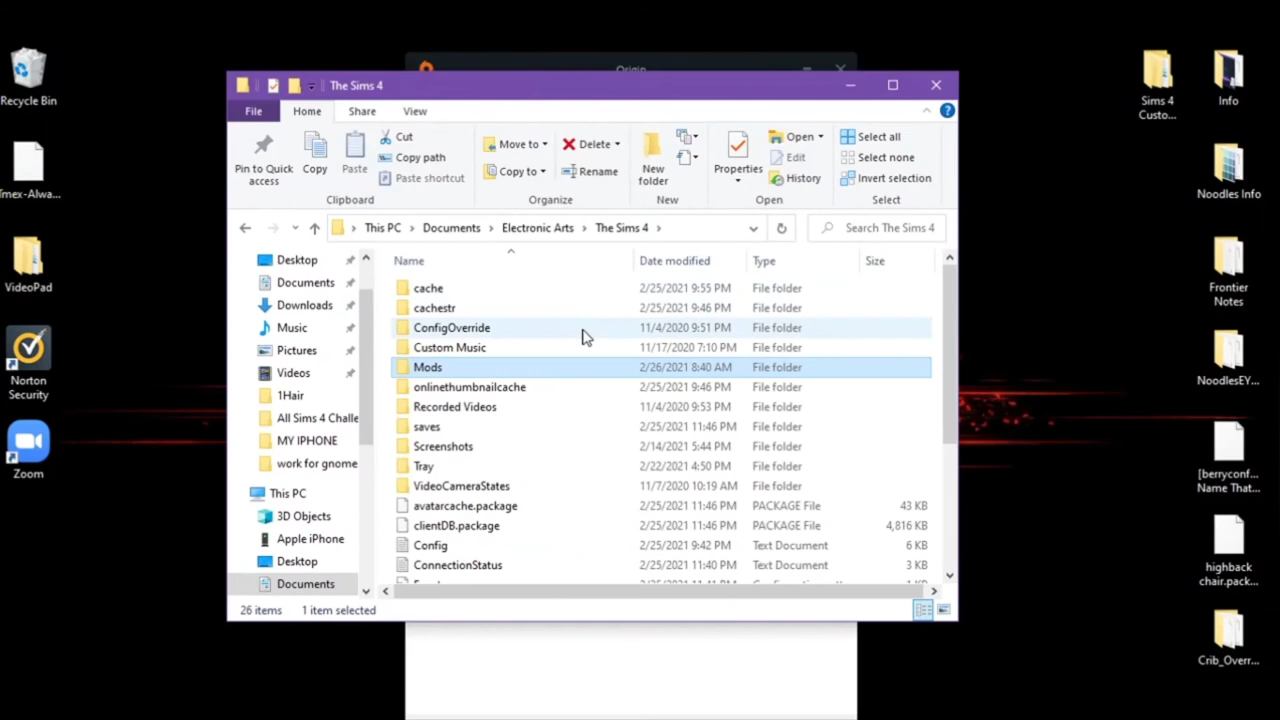 Origin
The Sims 4
File Home Share View
Pin to Quick access
Copy
Paste
Cut
Copy path
Paste shortcut
Clipboard
Move to
Copy to
Delete
Rename
Organize
New folder
New
Properties
Open
Edit
History
Open
Select all
Select none
Invert selection
Select
This PC > Documents > Electronic Arts > The Sims 4 >
Search The Sims 4
Name Date modified Type Size
cache 2/25/2021 9:55 PM File folder
cachestr 2/25/2021 9:46 PM File folder
ConfigOverride 11/4/2020 9:51 PM File folder
Custom Music 11/17/2020 7:10 PM File folder
Mods 2/26/2021 8:40 AM File folder
onlinethumbnailcache 2/25/2021 9:46 PM File folder
Recorded Videos 11/4/2020 9:53 PM File folder
saves 2/25/2021 11:46 PM File folder
Screenshots 2/14/2021 5:44 PM File folder
Tray 2/22/2021 4:50 PM File folder
VideoCameraStates 11/7/2020 10:19 AM File folder
avatarcache.package 2/25/2021 11:46 PM PACKAGE File 43 KB
clientDB.package 2/25/2021 11:46 PM PACKAGE File 4,816 KB
Config 2/25/2021 9:42 PM Text Document 6 KB
ConnectionStatus 2/25/2021 11:40 PM Text Document 3 KB
Desktop
Documents
Downloads
Music
Pictures
Videos
1Hair
All Sims 4 Challe
MY IPHONE
work for gnome
This PC
3D Objects
Apple iPhone
Desktop
Documents
26 items 1 item selected
Recycle Bin
Tmex-Alwa...
VideoPad
Norton
Security
Zoom
Sims 4
Custo...
Info
Noodles Info
Frontier
Notes
NoodlesEY...
[berryconf...
Name That...
highback
chair.pack...
Crib_Overr...